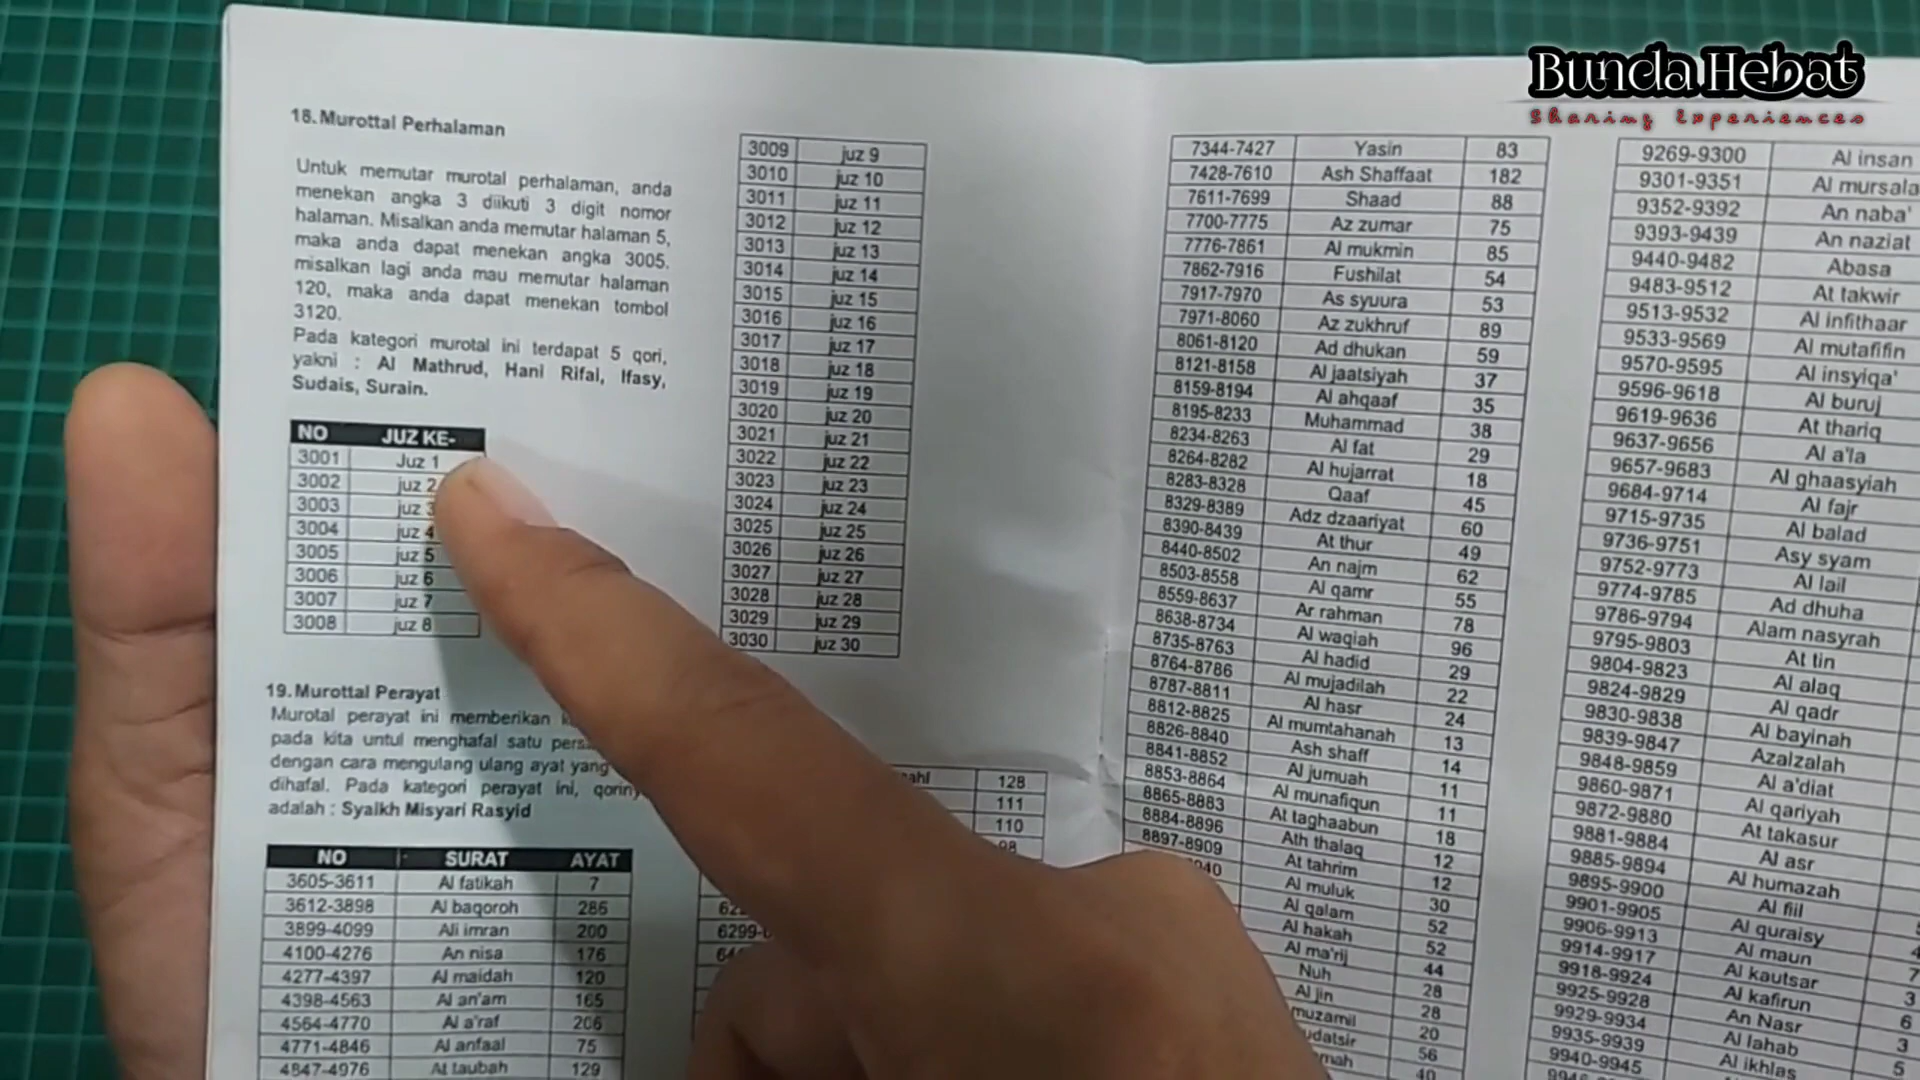 Bunda Hebat
Sharing Experiences
18. Murottal Perhalaman
Untuk memutar murotal perhalaman, anda
menekan angka 3 diikuti 3 digit nomor
halaman. Misalkan anda memutar halaman 5,
maka anda dapat menekan angka 3005.
misalkan lagi anda mau memutar halaman
120, maka anda dapat menekan tombol
3120.
Pada kategori murotal ini terdapat 5 qori,
yakni : Al Mathrud, Hani Rifai, Ifasy,
Sudais, Surain.
NO JUZ KE-
3001 Juz 1
3002 juz 2
3003 juz 3
3004 juz 4
3005 juz 5
3006 juz 6
3007 juz 7
3008 juz 8
19. Murottal Perayat
Murotal perayat ini memberikan
pada kita untul menghafal satu
dengan cara mengulang ulang ayat yang
dihafal. Pada kategori perayat ini,
adalah : Syaikh Misyari Rasyid
NO SURAT AYAT
3605-3611 Al fatikah 7
3612-3898 Al baqoroh 286
3899-4099 Ali imran 200
4100-4276 An nisa 176
4277-4397 Al maidah 120
4398-4563 Al an'am 165
4564-4770 Al a'raf 206
4771-4846 Al anfaal 75
4847-4976 At taubah 129
3009 juz 9
3010 juz 10
3011 juz 11
3012 juz 12
3013 juz 13
3014 juz 14
3015 juz 15
3016 juz 16
3017 juz 17
3018 juz 18
3019 juz 19
3020 juz 20
3021 juz 21
3022 juz 22
3023 juz 23
3024 juz 24
3025 juz 25
3026 juz 26
3027 juz 27
3028 juz 28
3029 juz 29
3030 juz 30
128
111
110
98
7344-7427 Yasin 83
7428-7610 Ash Shaffaat 182
7611-7699 Shaad 88
7700-7775 Az zumar 75
7776-7861 Al mukmin 85
7862-7916 Fushilat 54
7917-7970 As syuura 53
7971-8060 Az zukhruf 89
8061-8120 Ad dhukan 59
8121-8158 Al jaatsiyah 37
8159-8194 Al ahqaaf 35
8195-8233 Muhammad 38
8234-8263 Al fat 29
8264-8282 Al hujarrat 18
8283-8328 Qaaf 45
8329-8389 Adz dzaariyat 60
8390-8439 At thur 49
8440-8502 An najm 62
8503-8558 Al qamr 55
8559-8637 Ar rahman 78
8638-8734 Al waqiah 96
8735-8763 Al hadid 29
8764-8786 Al mujadilah 22
8787-8811 Al hasr 24
8812-8825 Al mumtahanah 13
8826-8840 Ash shaff 14
8841-8852 Al jumuah 11
8853-8864 Al munafiqun 11
8865-8883 At taghaabun 18
8884-8896 Ath thalaq 12
8897-8909 At tahrim 12
Al muluk 30
Al qalam 52
Al hakah 52
Al ma'rij 44
Nuh 28
Al jin 28
20
56
40
9269-9300 Al insan
9301-9351 Al mursala
9352-9392 An naba'
9393-9439 An naziat
9440-9482 Abasa
9483-9512 At takwir
9513-9532 Al infithaar
9533-9569 Al mutafifin
9570-9595 Al insyiqa'
9596-9618 Al buruj
9619-9636 At thariq
9637-9656 Al a'la
9657-9683 Al ghaasyiah
9684-9714 Al fajr
9715-9735 Al balad
9736-9751 Asy syam
9752-9773 Al lail
9774-9785 Ad dhuha
9786-9794 Alam nasyrah
9795-9803 At tin
9804-9823 Al alaq
9824-9829 Al qadr
9830-9838 Al bayinah
9839-9847 Azalzalah
9848-9859 Al a'diat
9860-9871 Al qariyah
9872-9880 At takasur
9881-9884 Al asr
9885-9894 Al humazah
9895-9900 Al fiil
9901-9905 Al quraisy
9906-9913 Al maun
9914-9917 Al kautsar 3
9918-9924 Al kafirun 6
9925-9928 An Nasr 3
9929-9934 Al lahab 5
9935-9939 Al ikhlas
9940-9945